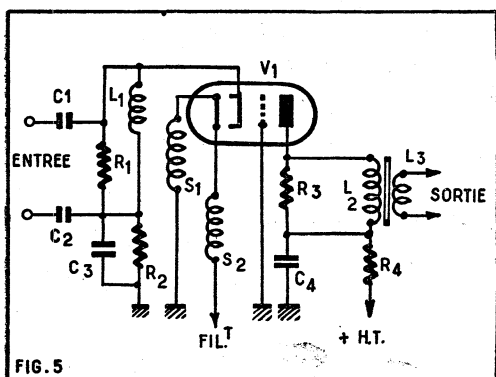 V1
C1
L1
ENTREE
R1
S1
R3
L2
L3
SORTIE
C2
C3
R2
S2
C4
R4
FIL.T
+ H.T.
FIG.5